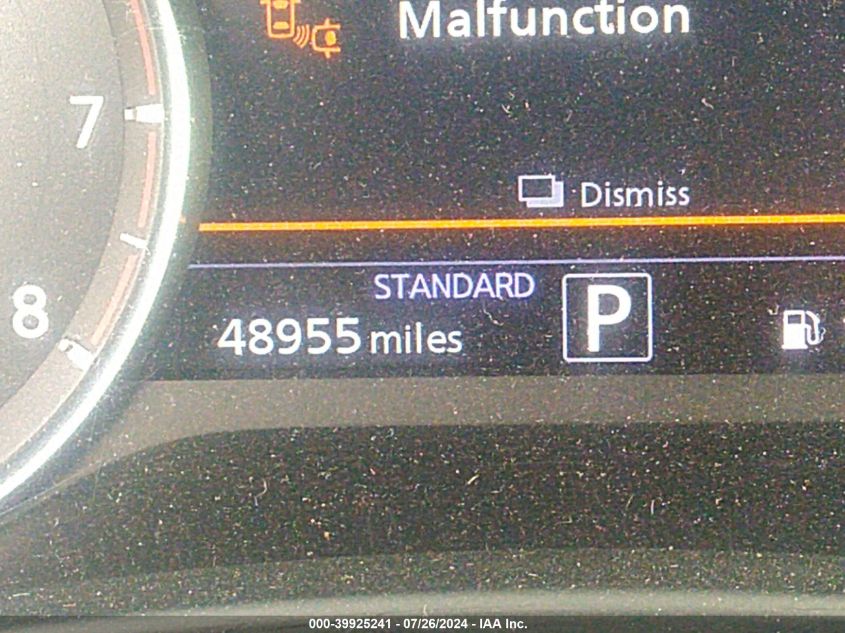 Malfunction
7
Dismiss
STANDARD
8
48955 miles
P
000-39925241 - 07/26/2024 - IAA Inc.